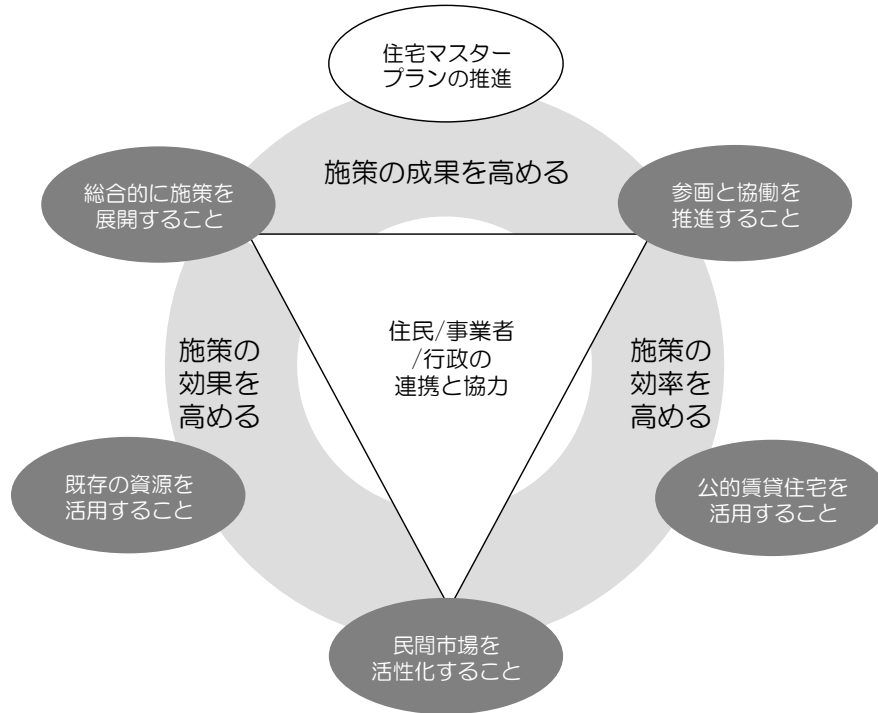 住宅マスター
プランの推進
施策の成果を高める
総合的に施策を
展開すること
参画と協働を
推進すること
住民/事業者
/行政の
連携と協力
施策の
効果を
高める
施策の
効率を
高める
既存の資源を
活用すること
公的賃貸住宅を
活用すること
民間市場を
活性化すること